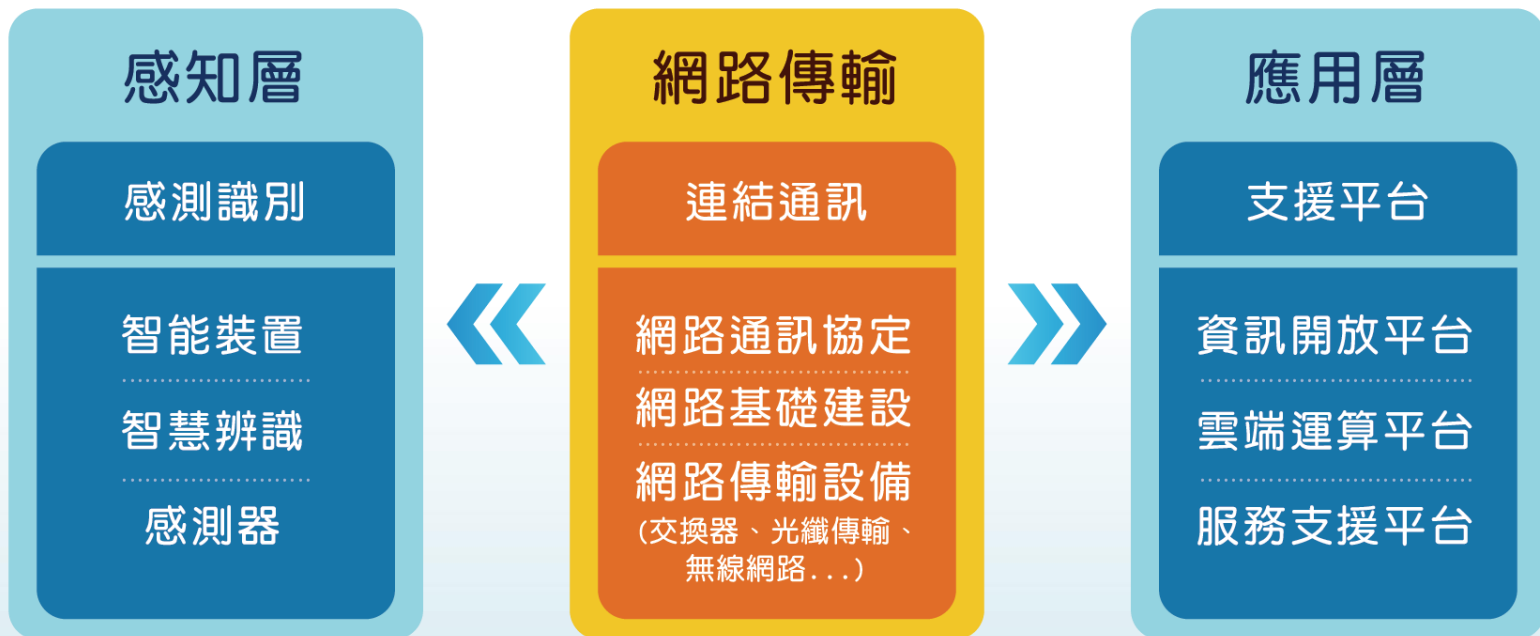 感知層
感測識別
智能裝置
智慧辨識
感測器
網路傳輸
連結通訊
網路通訊協定
網路基礎建設
網路傳輸設備
(交換器、光纖傳輸、
無線網路...)
應用層
支援平台
資訊開放平台
雲端運算平台
服務支援平台